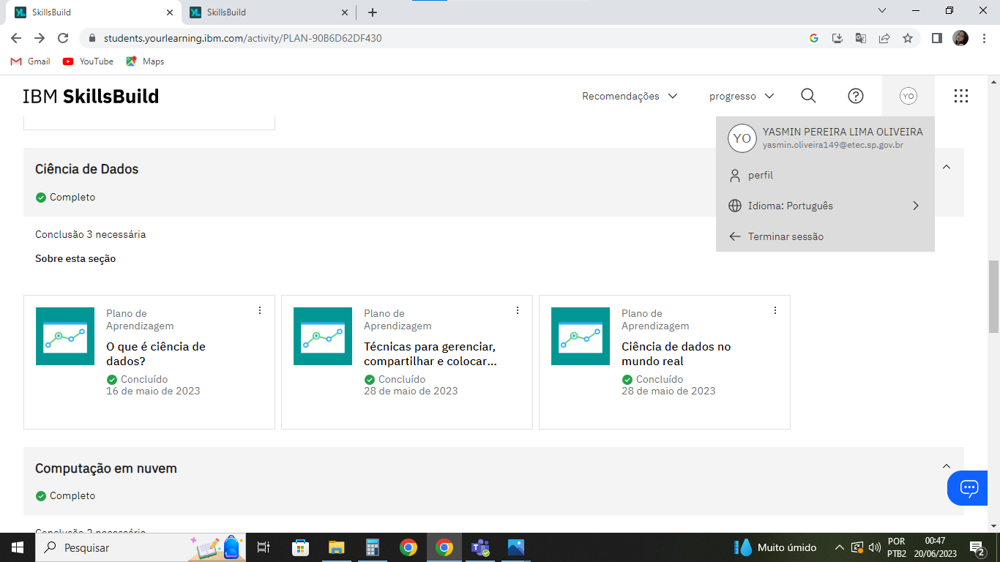 SkillsBuild
SkillsBuild
students.yourlearning.ibm.com/activity/PLAN-90B6D62DF430
Gmail
YouTube
Maps
IBM SkillsBuild
Recomendações
progresso
YO
YO
YASMIN PEREIRA LIMA OLIVEIRA
yasmin.oliveira149@etec.sp.gov.br
perfil
Idioma: Português
Terminar sessão
Ciência de Dados
Completo
Conclusão 3 necessária
Sobre esta seção
Plano de
Aprendizagem
O que é ciência de
dados?
Concluído
16 de maio de 2023
Plano de
Aprendizagem
Técnicas para gerenciar,
compartilhar e colocar...
Concluído
28 de maio de 2023
Plano de
Aprendizagem
Ciência de dados no
mundo real
Concluído
28 de maio de 2023
Computação em nuvem
Completo
Conclusão 2 necessária
Pesquisar
Muito úmido
POR
PTB2
00:47
20/06/2023
2